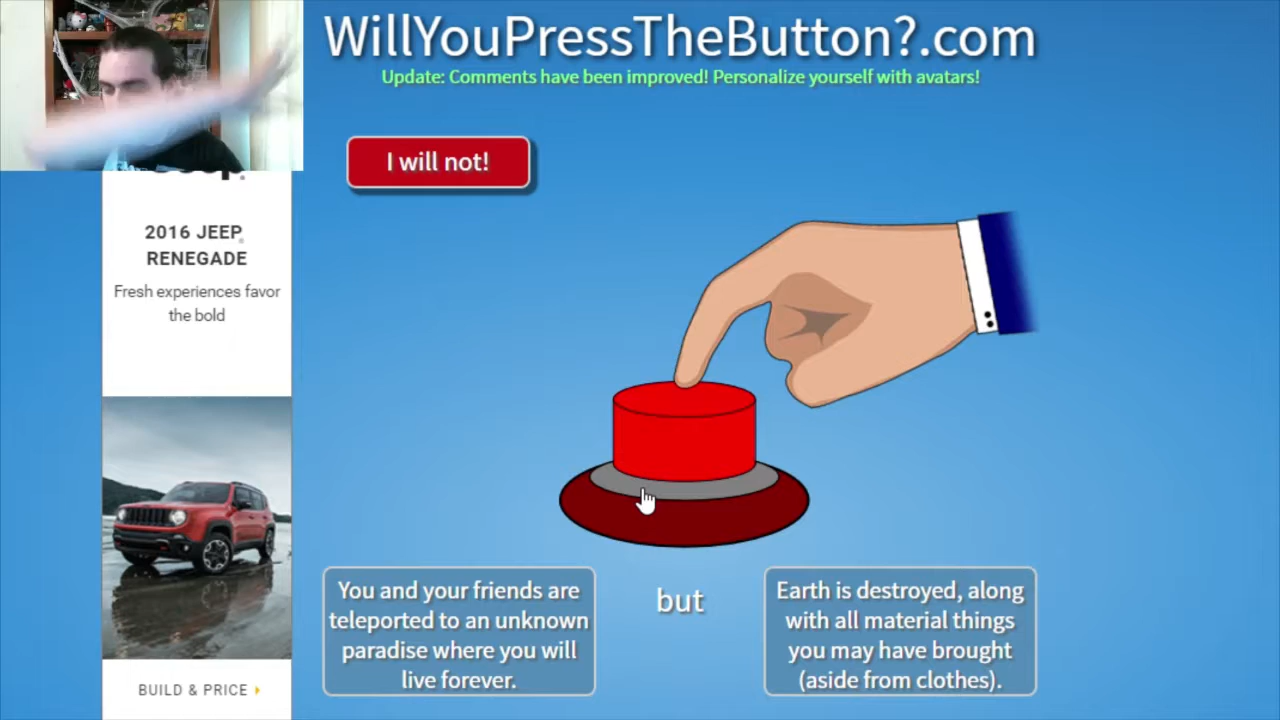 WillYouPressTheButton?.com
Update: Comments have been improved! Personalize yourself with avatars!
I will not!
2016 JEEP
RENEGADE
Fresh experiences favor
the bold
BUILD & PRICE
You and your friends are
teleported to an unknown
paradise where you will
live forever.
but
Earth is destroyed, along
with all material things
you may have brought
(aside from clothes).